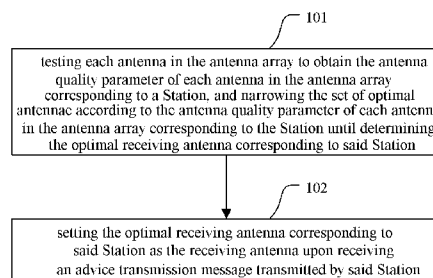 101
testing each antenna in the antenna array to obtain the antenna
quality parameter of each antenna in the antenna array
corresponding to a Station, and narrowing the set of optimal
antennae according to the antenna quality parameter of each antenna
in the antenna array corresponding to the Station until determining
the optimal receiving antenna corresponding to said Station
102
setting the optimal receiving antenna corresponding to
said Station as the receiving antenna upon receiving
an advice transmission message transmitted by said Station